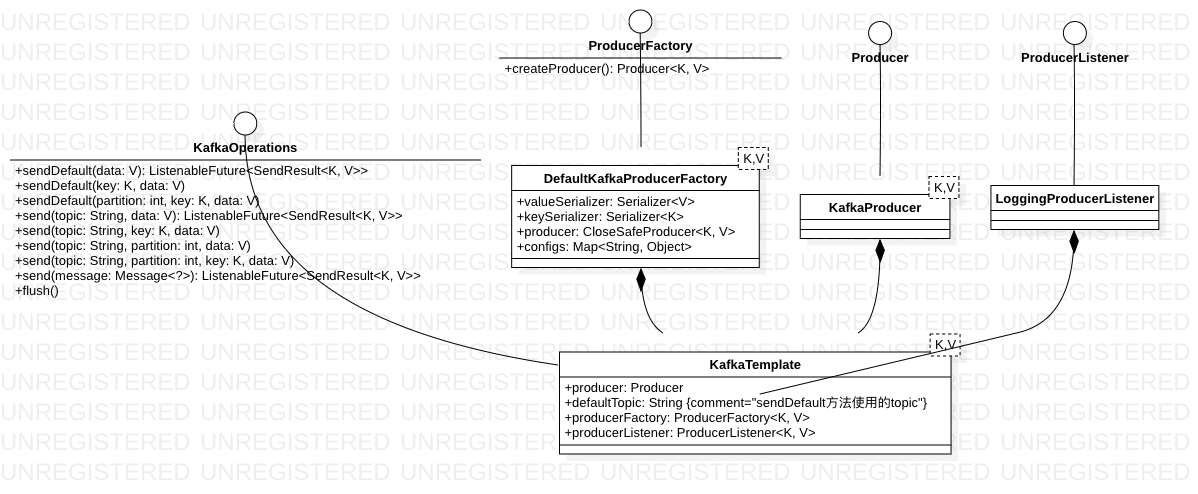 ProducerFactory
+createProducer(): Producer<K, V>
Producer
ProducerListener
KafkaOperations
+sendDefault(data: V): ListenableFuture<SendResult<K, V>>
+sendDefault(key: K, data: V)
+sendDefault(partition: int, key: K, data: V)
+send(topic: String, data: V): ListenableFuture<SendResult<K, V>>
+send(topic: String, key: K, data: V)
+send(topic: String, partition: int, data: V)
+send(topic: String, partition: int, key: K, data: V)
+send(message: Message<?>): ListenableFuture<SendResult<K, V>>
+flush()
K,V
DefaultKafkaProducerFactory
+valueSerializer: Serializer<V>
+keySerializer: Serializer<K>
+producer: CloseSafeProducer<K, V>
+configs: Map<String, Object>
K,V
KafkaProducer
LoggingProducerListener
K,V
KafkaTemplate
+producer: Producer
+defaultTopic: String {comment="sendDefault方法使用的topic"}
+producerFactory: ProducerFactory<K, V>
+producerListener: ProducerListener<K, V>
UNREGISTERED UNREGISTERED UNREGISTERED UNREGISTERED UNREGISTERED UNREGISTERED